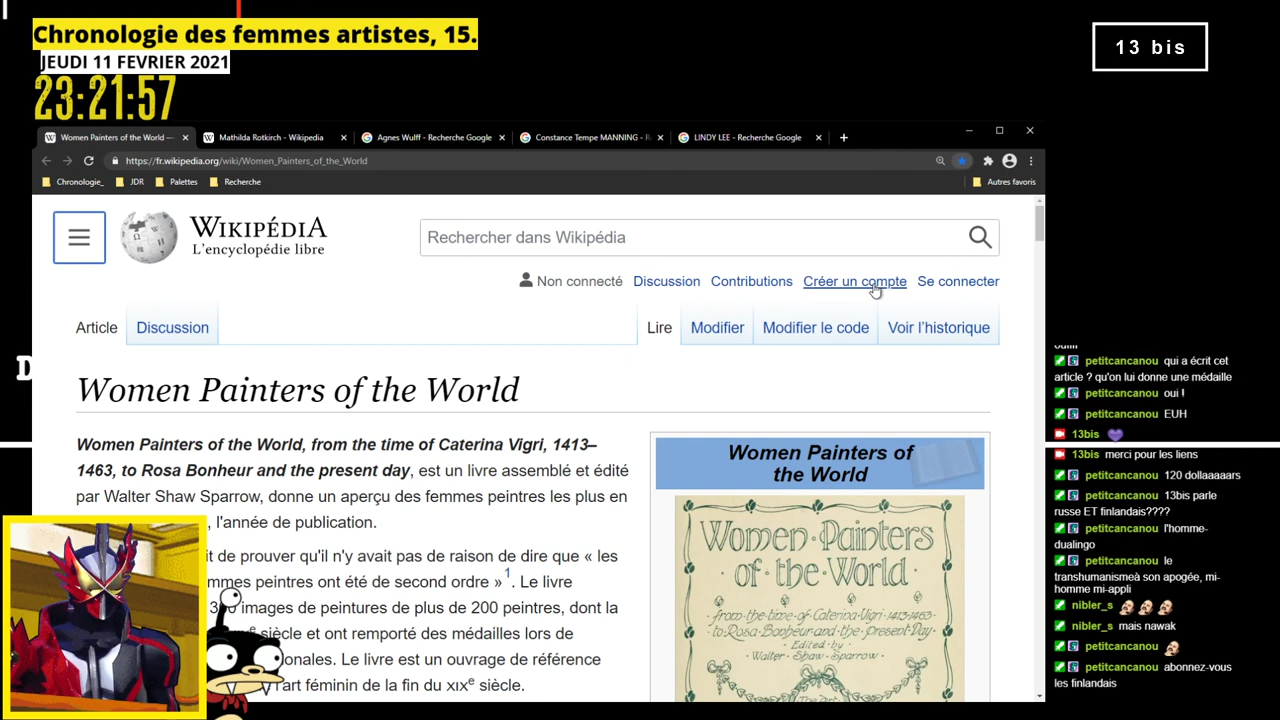 Chronologie des femmes artistes, 15.
JEUDI 11 FEVRIER 2021
23:21:57
13 bis
Women Painters of the World —
Mathilda Rotkirch - Wikipedia
Agnes Wulff - Recherche Google
Constance Tempe MANNING - R
LINDY LEE - Recherche Google
https://fr.wikipedia.org/wiki/Women_Painters_of_the_World
Chronologie_
JDR
Palettes
Recherche
Autres favoris
WIKIPÉDIA
L'encyclopédie libre
Rechercher dans Wikipédia
Non connecté Discussion Contributions Créer un compte Se connecter
Article Discussion Lire Modifier Modifier le code Voir l'historique
Women Painters of the World
Women Painters of the World, from the tine of Caterina Vigri, 1413–
1463, to Rosa Bonheur and the present day, est un livre assemblé et édité
par Walter Shaw Sparrow, donne un aperçu des femmes peintres les plus en
, l'année de publication.
it de prouver qu'il n'y avait pas de raison de dire que « les
mmes peintres ont été de second ordre »1. Le livre
images de peintures de plus de 200 peintres, dont la
siècle et ont remporté des médailles lors de
onales. Le livre est un ouvrage de référence
l'art féminin de la fin du XIXe siècle.
Women Painters of
the World
Women·Painters
of·the·World·
·from·the·time·of·Caterina·Vigri·1413·1463·
·to·Rosa·Bonheur·and·the·Present·Day·
·Edited·by·
·Walter·Shaw·Sparrow·
D
petitcancanou qui a écrit cet
article ? qu'on lui donne une médaille
petitcancanou oui !
petitcancanou EUH
13bis
13bis merci pour les liens
petitcancanou 120 dollaaaaars
petitcancanou 13bis parle
russe ET finlandais????
petitcancanou l'homme-
dualingo
petitcancanou le
transhumanismeà son apogée, mi-
homme mi-appli
nibler_s
nibler_s mais nawak
petitcancanou
petitcancanou abonnez-vous
les finlandais